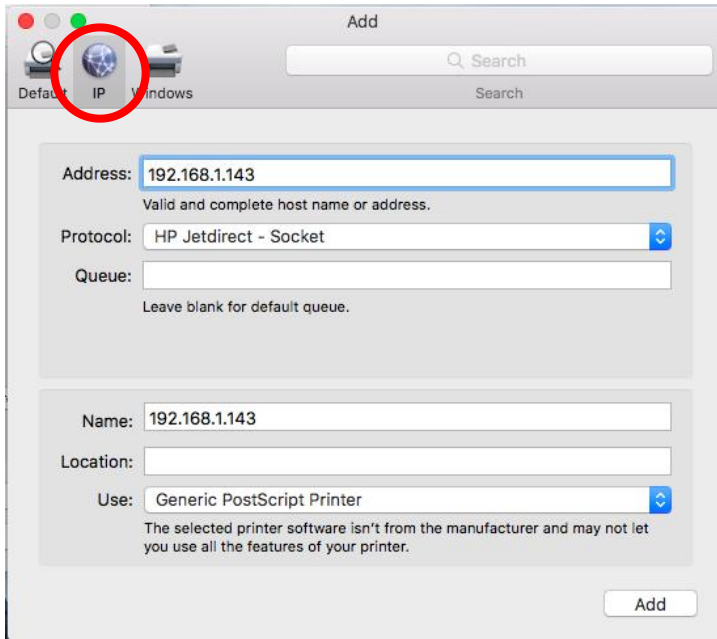 Add
Search
Default IP Windows Search
Address: 192.168.1.143
Valid and complete host name or address.
Protocol: HP Jetdirect - Socket
Queue:
Leave blank for default queue.
Name: 192.168.1.143
Location:
Use: Generic PostScript Printer
The selected printer software isn't from the manufacturer and may not let
you use all the features of your printer.
Add